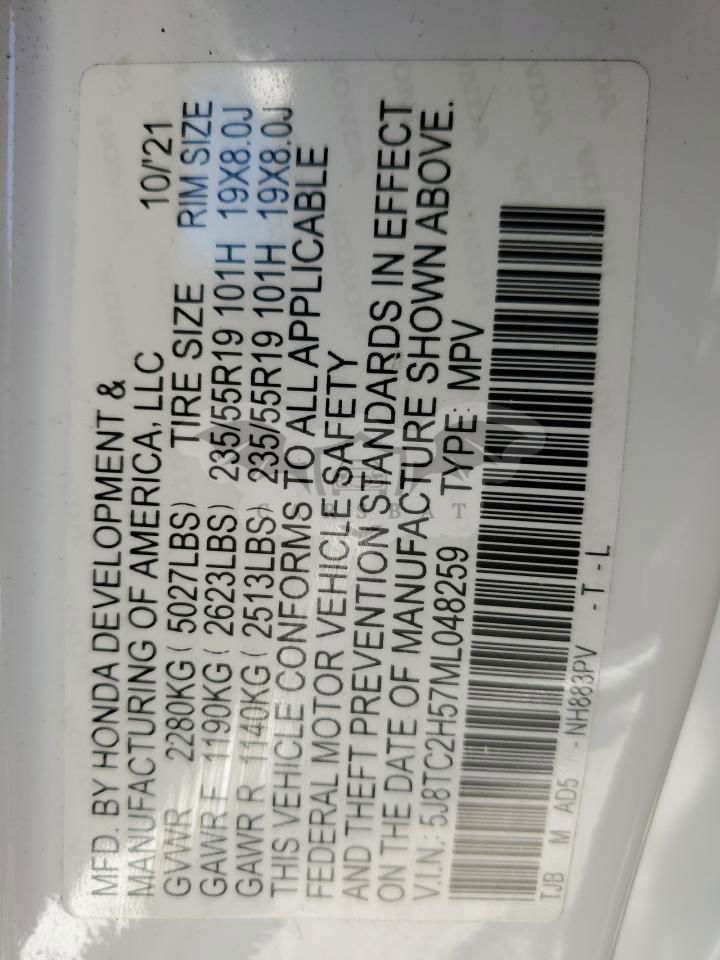 MFD. BY HONDA DEVELOPMENT &
MANUFACTURING OF AMERICA, LLC 10/'21
GVWR 2280KG ( 5027LBS) TIRE SIZE RIM SIZE
GAWR F 1190KG ( 2623LBS) 235/55R19 101H 19X8.0J
GAWR R 1140KG ( 2513LBS) 235/55R19 101H 19X8.0J
THIS VEHICLE CONFORMS TO ALL APPLICABLE
FEDERAL MOTOR VEHICLE SAFETY
AND THEFT PREVENTION STANDARDS IN EFFECT
ON THE DATE OF MANUFACTURE SHOWN ABOVE.
V.I.N.: 5J8TC2H57ML048259 TYPE: MPV
TJB M AD5 -NH883PV - T - L